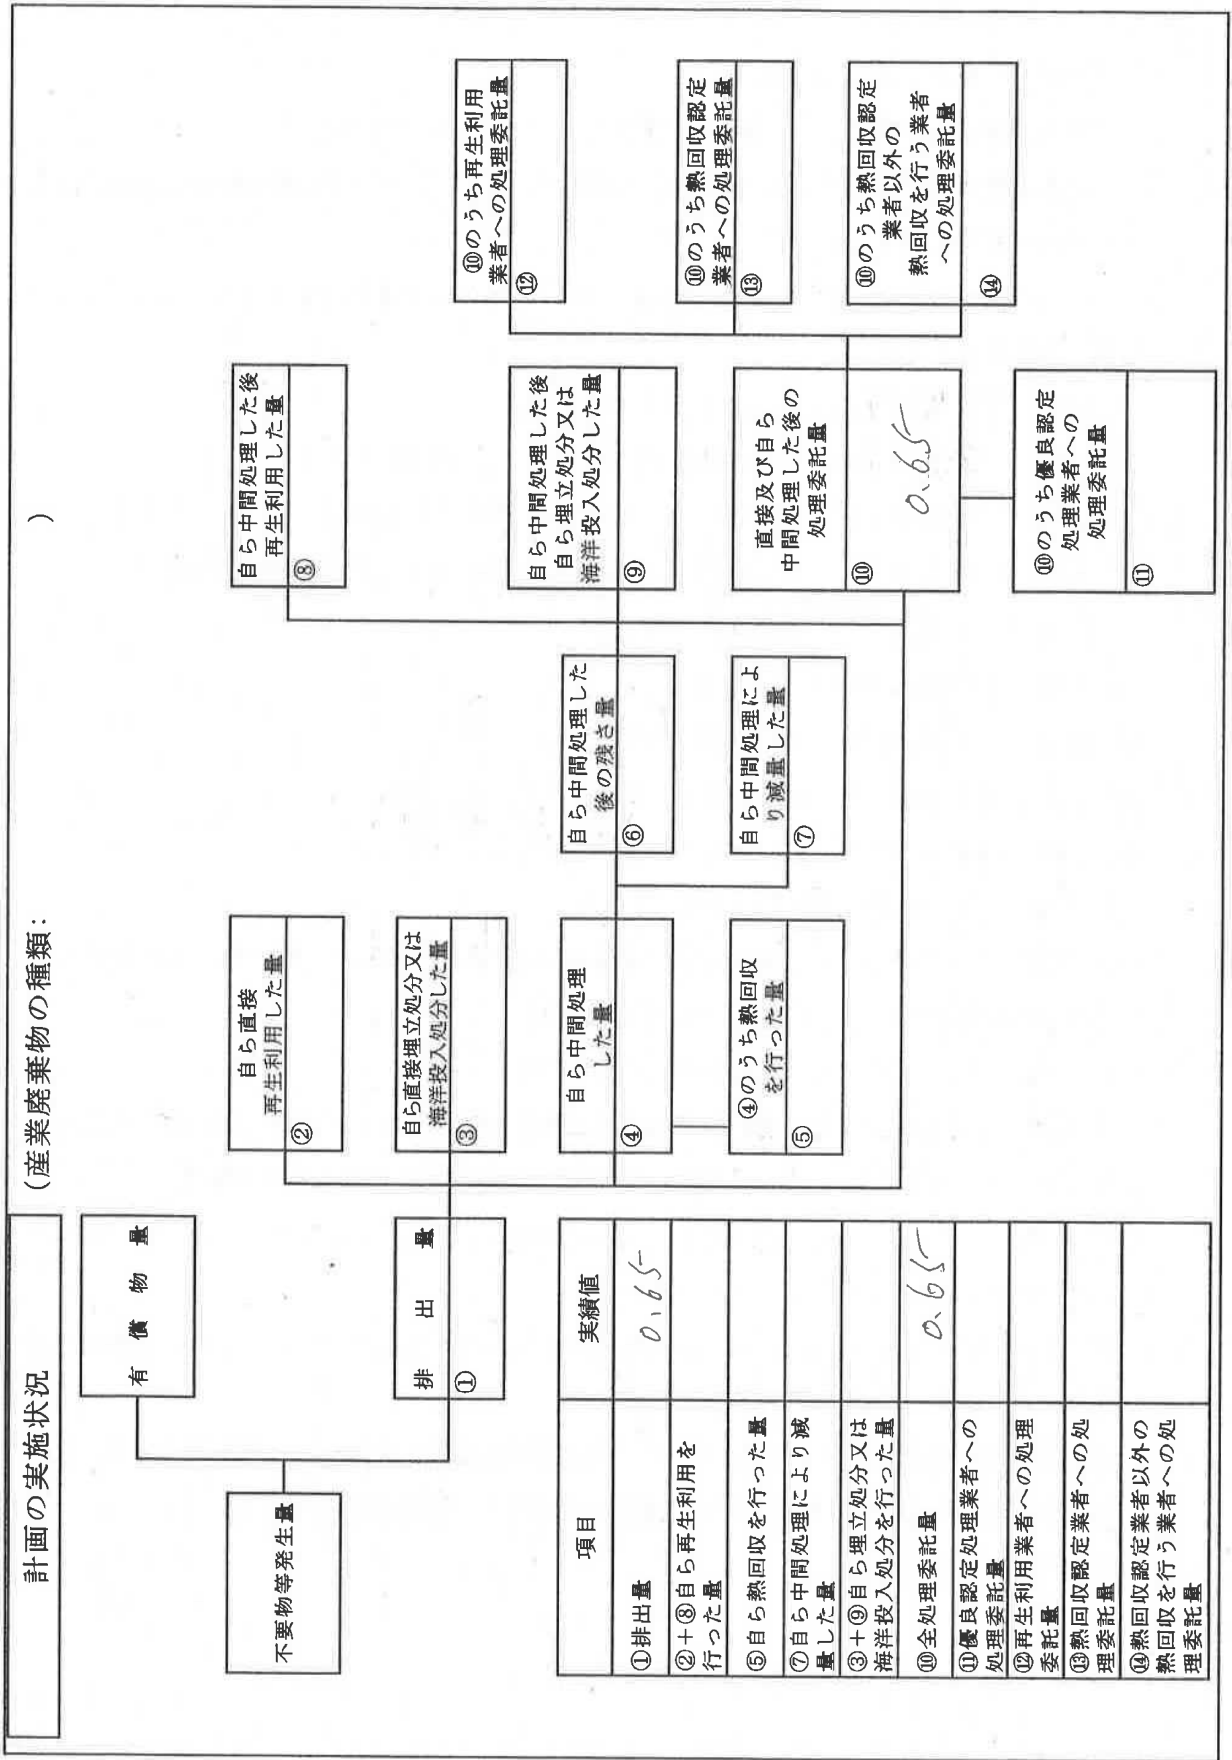 計画の実施状況
(産業廃棄物の種類: )
不要物等発生量
有償物量
排出量
①
自ら直接
再生利用した量
②
自ら直接埋立処分又は
海洋投入処分した量
③
自ら中間処理
した量
④
④のうち熱回収
を行った量
⑤
自ら中間処理した
後の残さ量
⑥
自ら中間処理によ
り減量した量
⑦
自ら中間処理した後
再生利用した量
⑧
自ら中間処理した後
自ら埋立処分又は
海洋投入処分した量
⑨
直接及び自ら
中間処理した後の
処理委託量
⑩
0.65
⑩のうち優良認定
処理業者への
処理委託量
⑪
⑩のうち再生利用
業者への処理委託量
⑫
⑩のうち熱回収認定
業者への処理委託量
⑬
⑩のうち熱回収認定
業者以外の
熱回収を行う業者
への処理委託量
⑭
項目 実績値
①排出量 0.65
②+⑧自ら再生利用を
行った量
⑤自ら熱回収を行った量
⑦自ら中間処理により減
量した量
③+⑨自ら埋立処分又は
海洋投入処分を行った量
⑩全処理委託量 0.65
⑪優良認定処理業者への
処理委託量
⑫再生利用業者への処理
委託量
⑬熱回収認定業者への処
理委託量
⑭熱回収認定業者以外の
熱回収を行う業者への処
理委託量